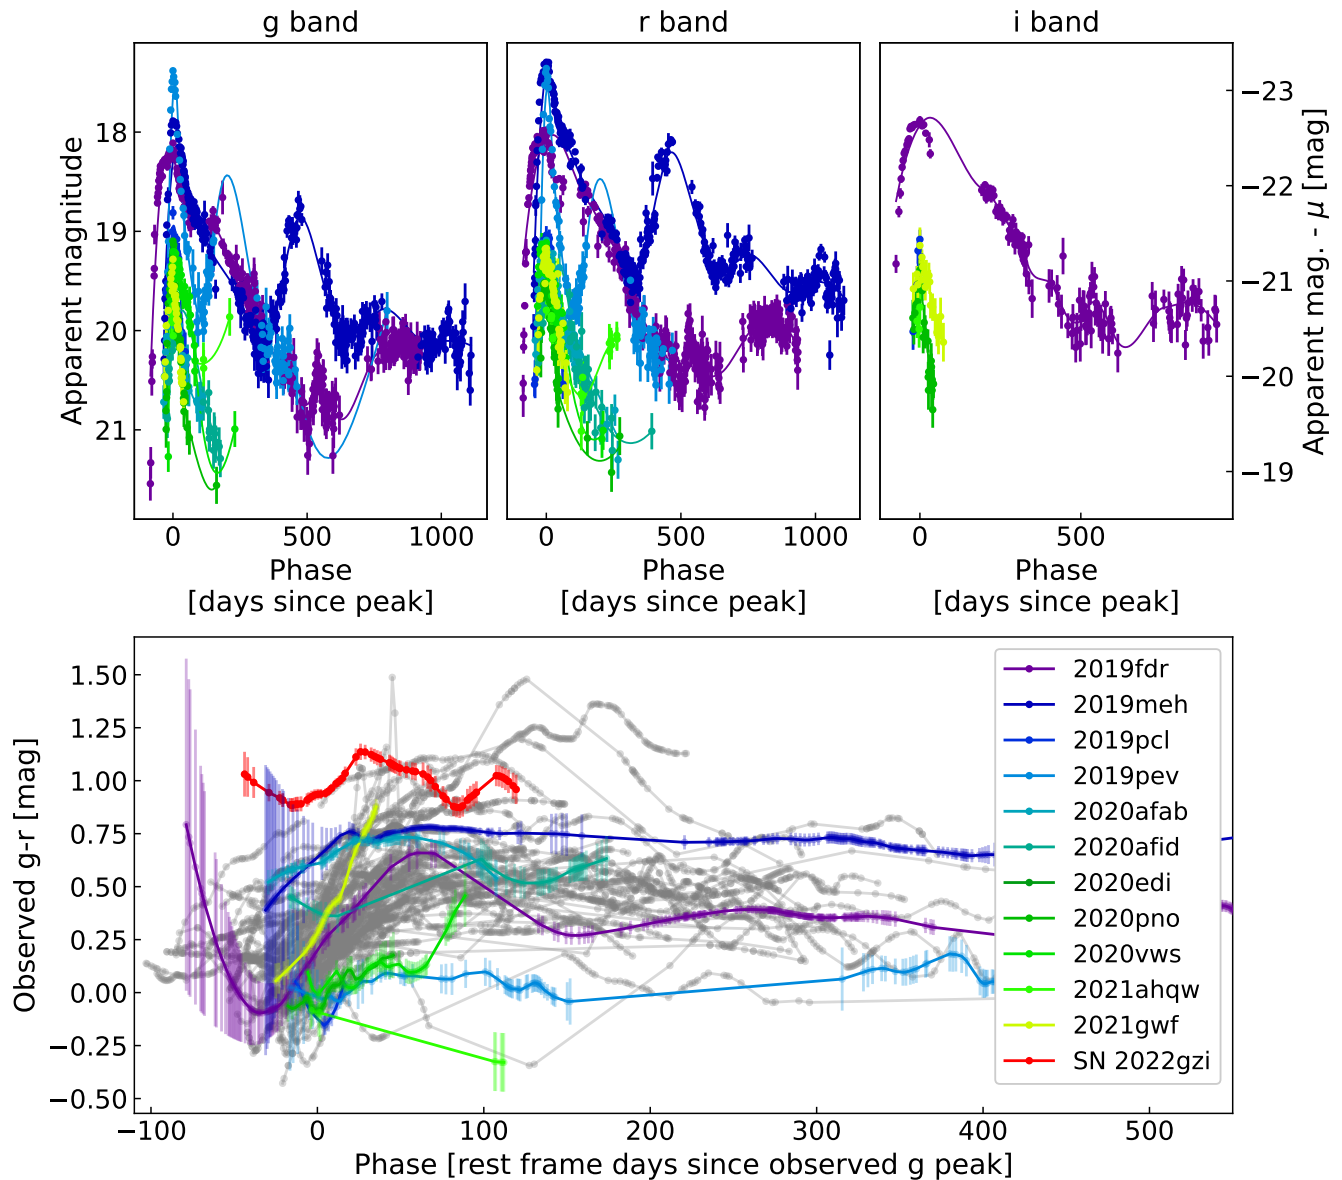 g band
r band
i band
Apparent magnitude
18
19
20
21
0
500
1000
Phase
[days since peak]
0
500
1000
Phase
[days since peak]
0
500
Phase
[days since peak]
−23
−22
−21
−20
−19
Apparent mag. - μ [mag]
Observed g-r [mag]
1.50
1.25
1.00
0.75
0.50
0.25
0.00
−0.25
−0.50
2019fdr
2019meh
2019pcl
2019pev
2020afab
2020afid
2020edi
2020pno
2020vws
2021ahqw
2021gwf
SN 2022gzi
−100
0
100
200
300
400
500
Phase [rest frame days since observed g peak]